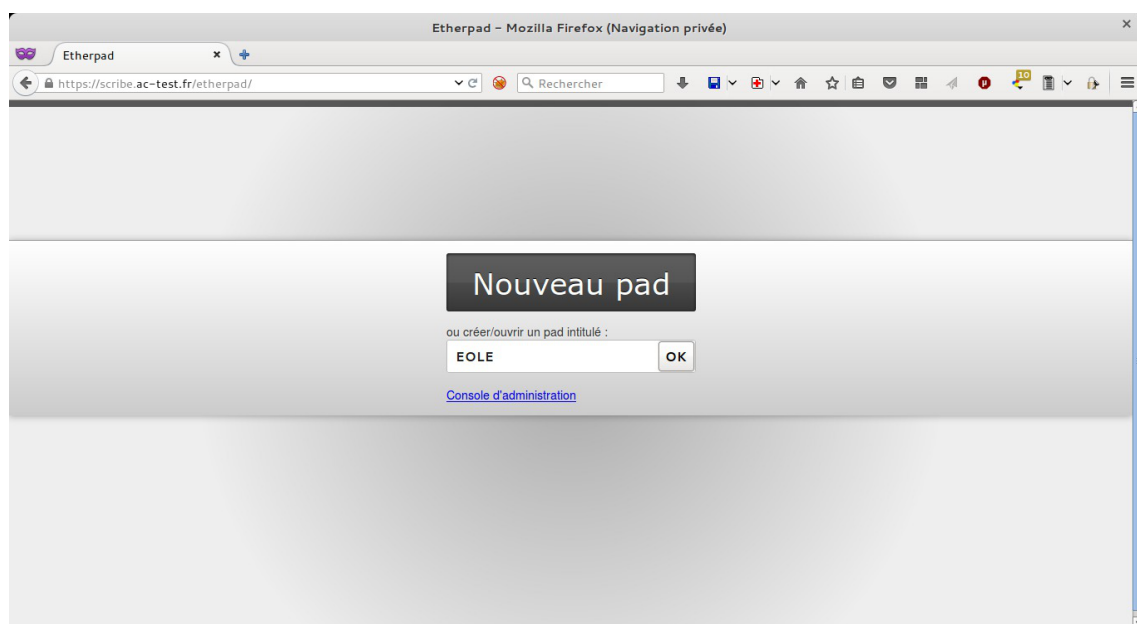 Etherpad – Mozilla Firefox (Navigation privée)
Etherpad
https://scribe.ac-test.fr/etherpad/
Rechercher
10
Nouveau pad
ou créer/ouvrir un pad intitulé :
EOLE
OK
Console d'administration